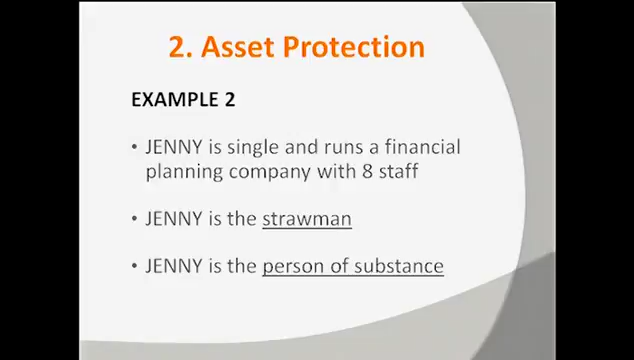 2. Asset Protection
EXAMPLE 2
• JENNY is single and runs a financial
planning company with 8 staff
• JENNY is the strawman
• JENNY is the person of substance